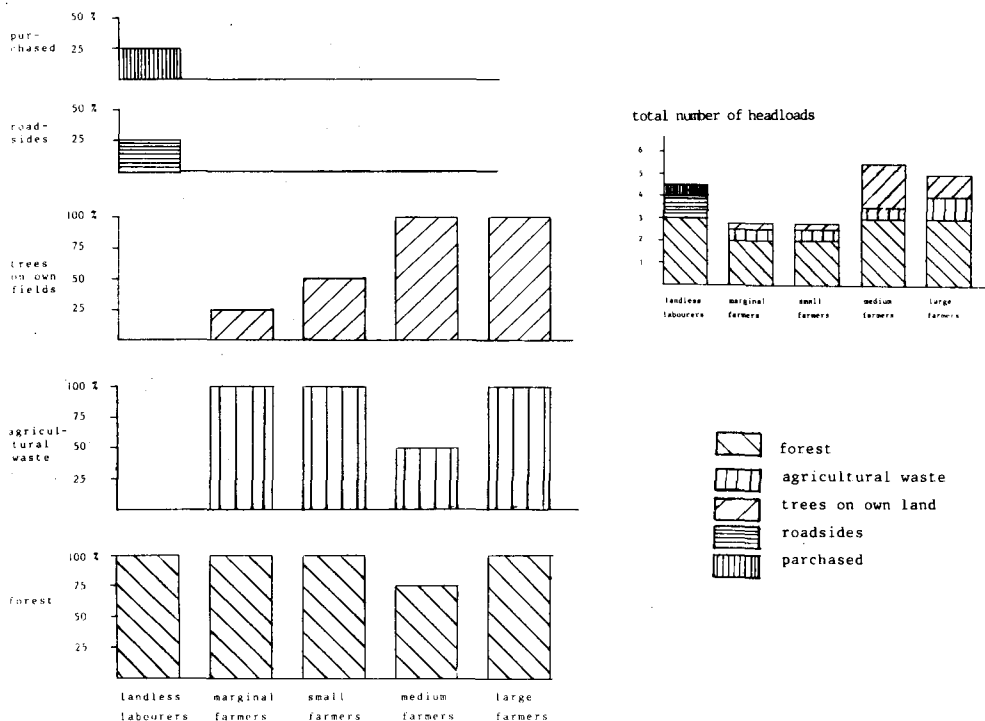 50 %
pur-
chased
25
50 %
road-
sides
25
100 %
75
trees
on own
fields
50
25
100 %
75
agricul-
tural
waste
50
25
100 %
75
forest
50
25
landless
labourers
marginal
farmers
small
farmers
medium
farmers
large
farmers
total number of headloads
6
5
4
3
2
1
landless
labourers
marginal
farmers
small
farmers
medium
farmers
large
farmers
forest
agricultural waste
trees on own land
roadsides
parchased